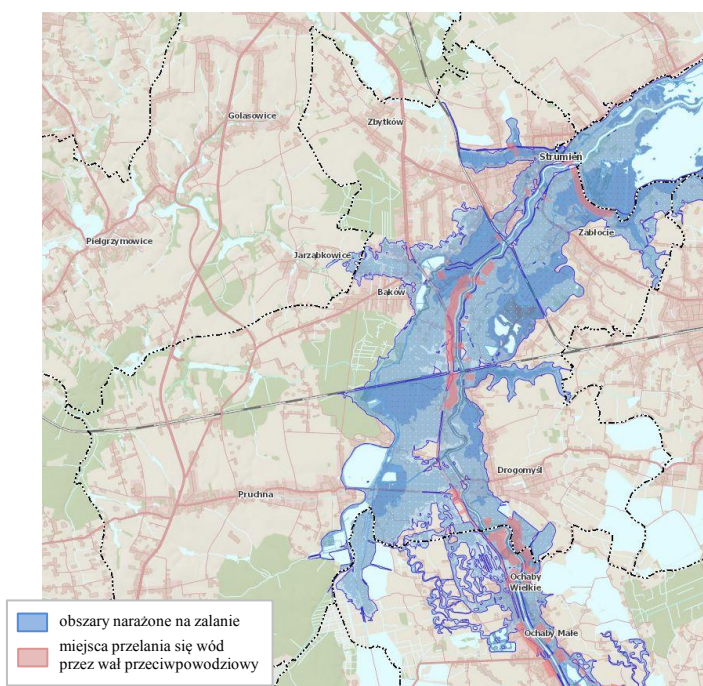 Golasowice
Zbytków
Strumień
Pielgrzymowice
Zabłocie
Jarząbkowice
Bąków
Drogomyśl
Pruchna
Ochaby
Wielkie
Ochaby Małe
obszary narażone na zalanie
miejsca przelania się wód
przez wał przeciwpowodziowy